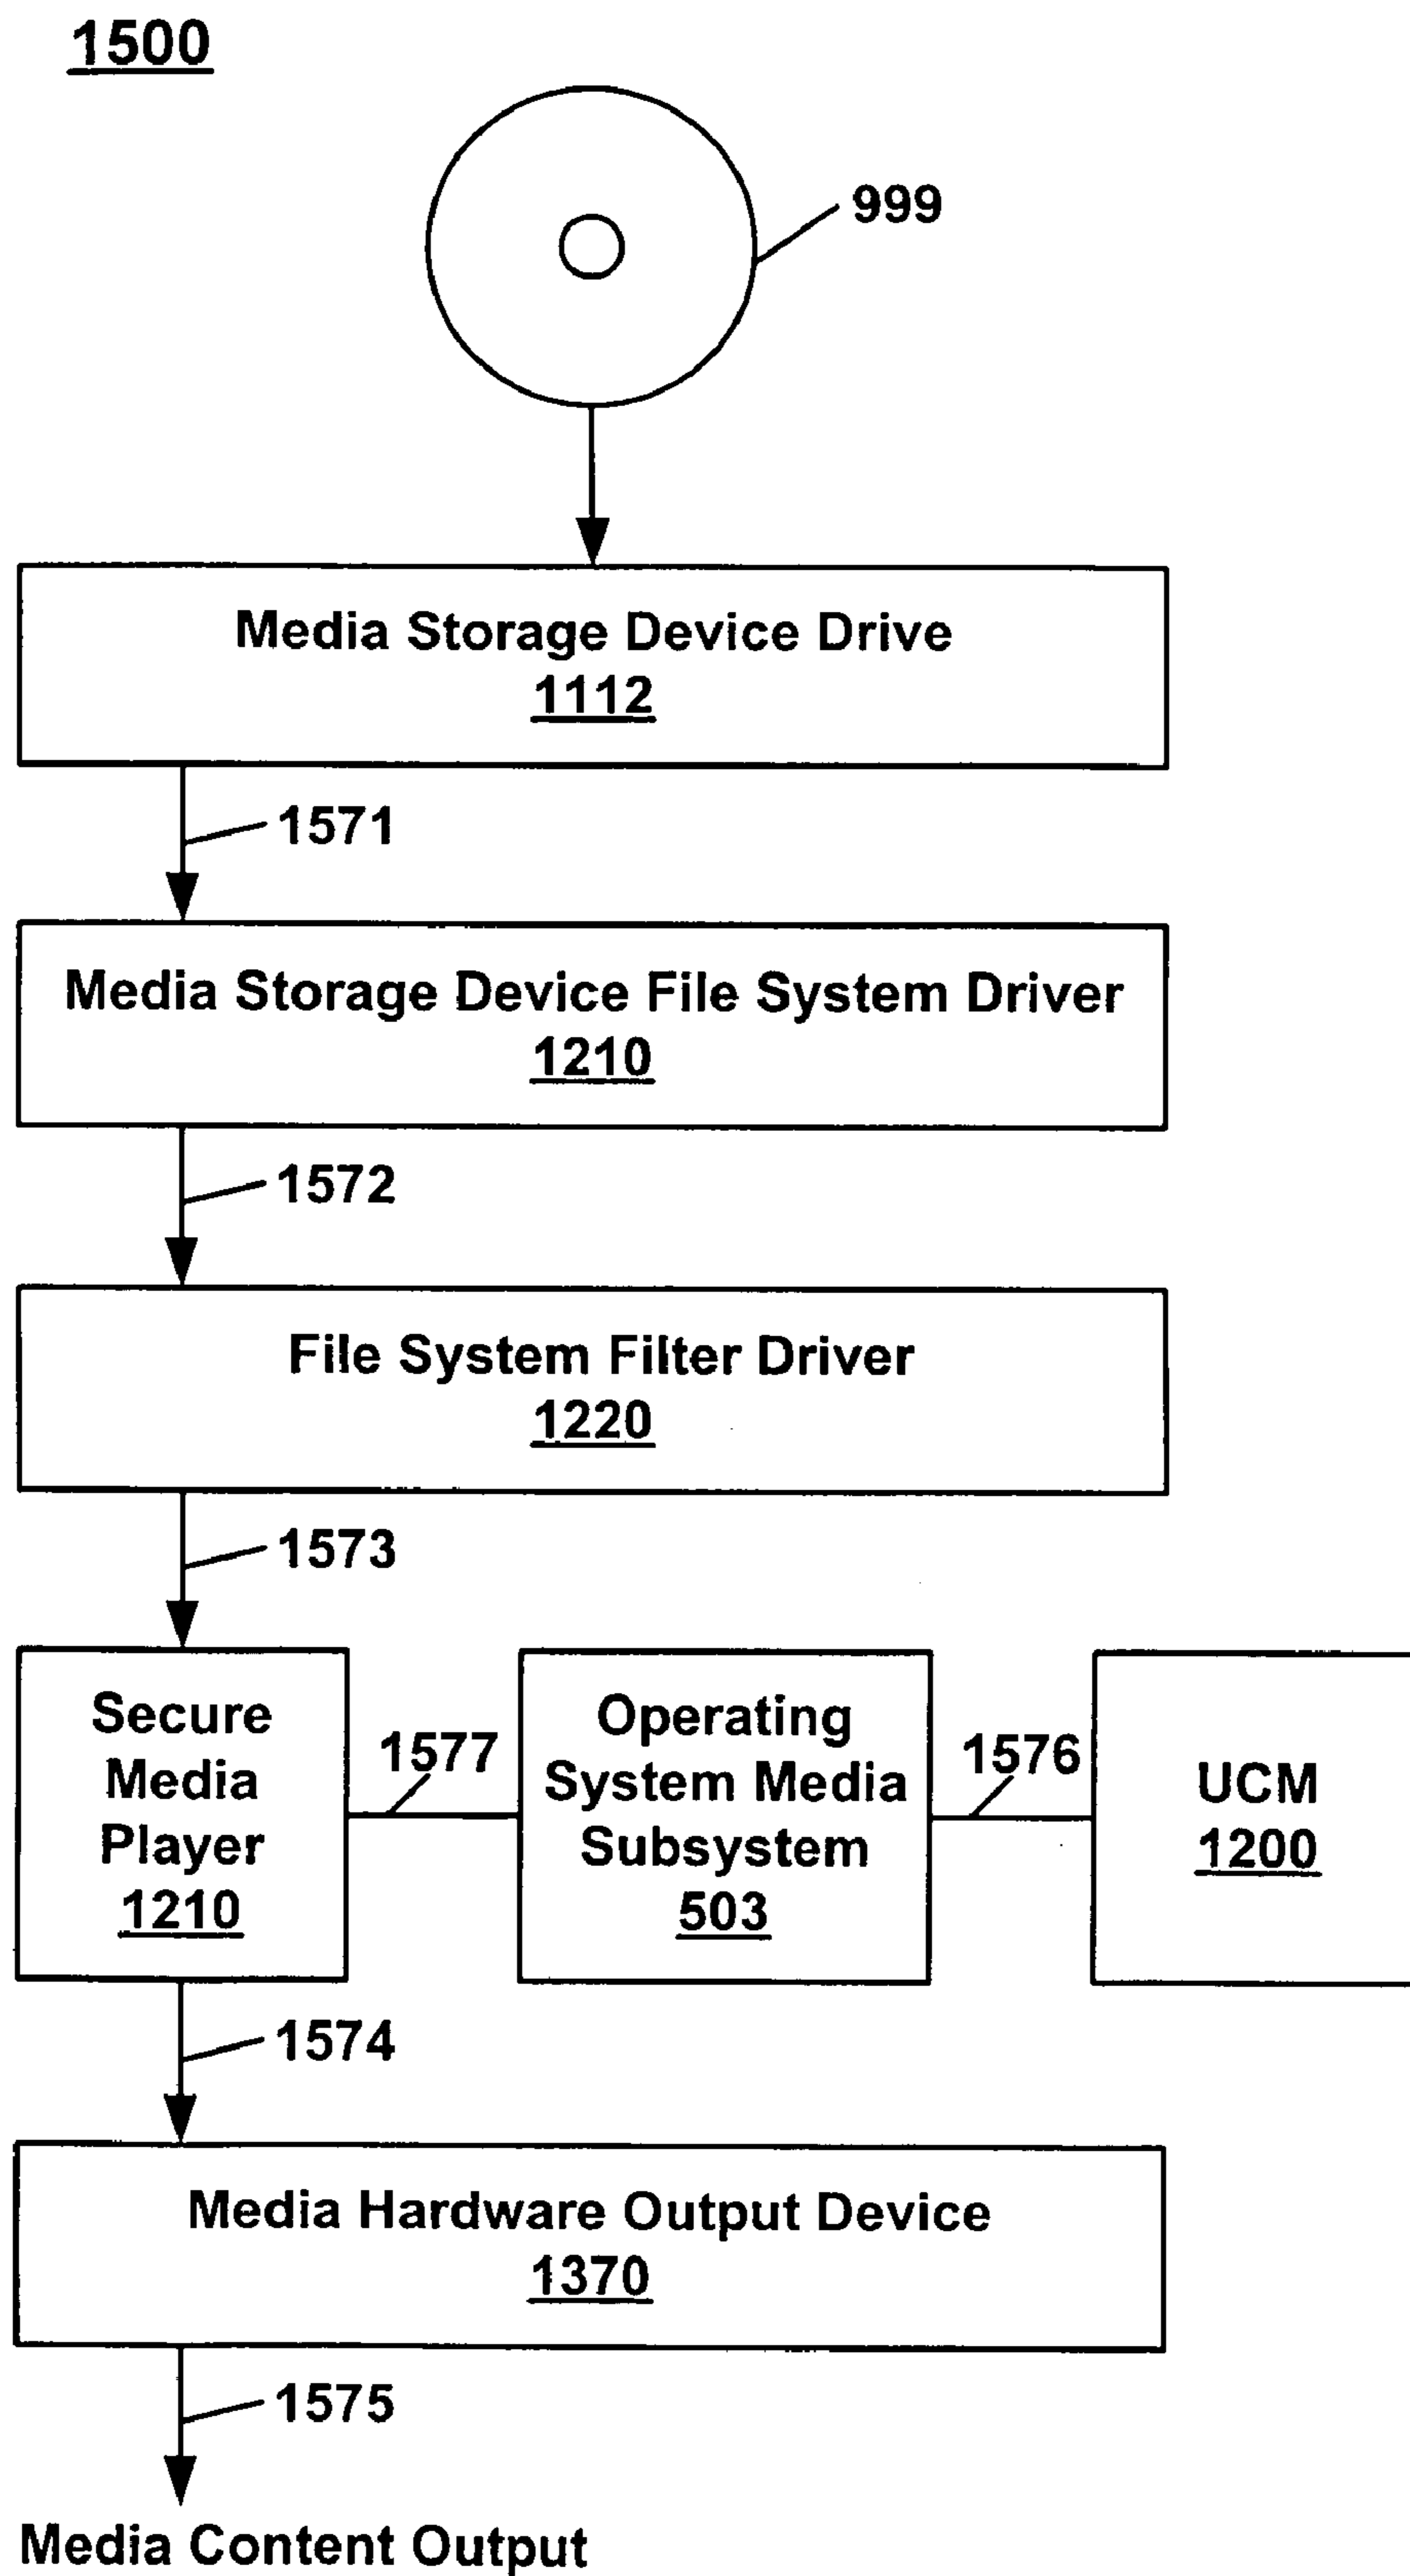 1500
999
Media Storage Device Drive
1112
1571
Media Storage Device File System Driver
1210
1572
File System Filter Driver
1220
1573
Secure
Media
Player
1210
1577
Operating
System Media
Subsystem
503
1576
UCM
1200
1574
Media Hardware Output Device
1370
1575
Media Content Output